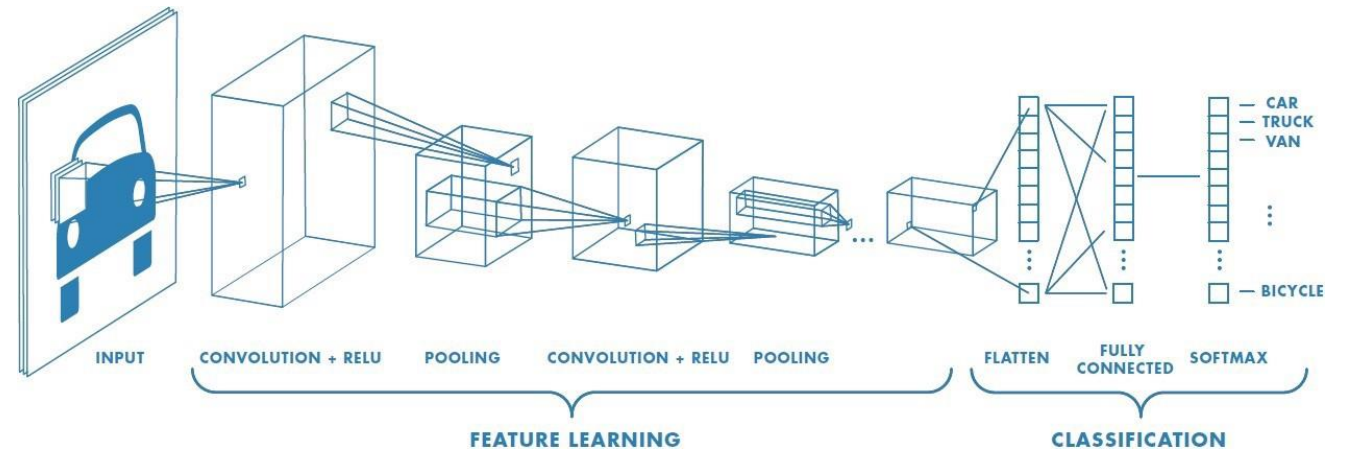 CAR
TRUCK
VAN
BICYCLE
INPUT
CONVOLUTION + RELU
POOLING
CONVOLUTION + RELU
POOLING
FLATTEN
FULLY
CONNECTED
SOFTMAX
FEATURE LEARNING
CLASSIFICATION